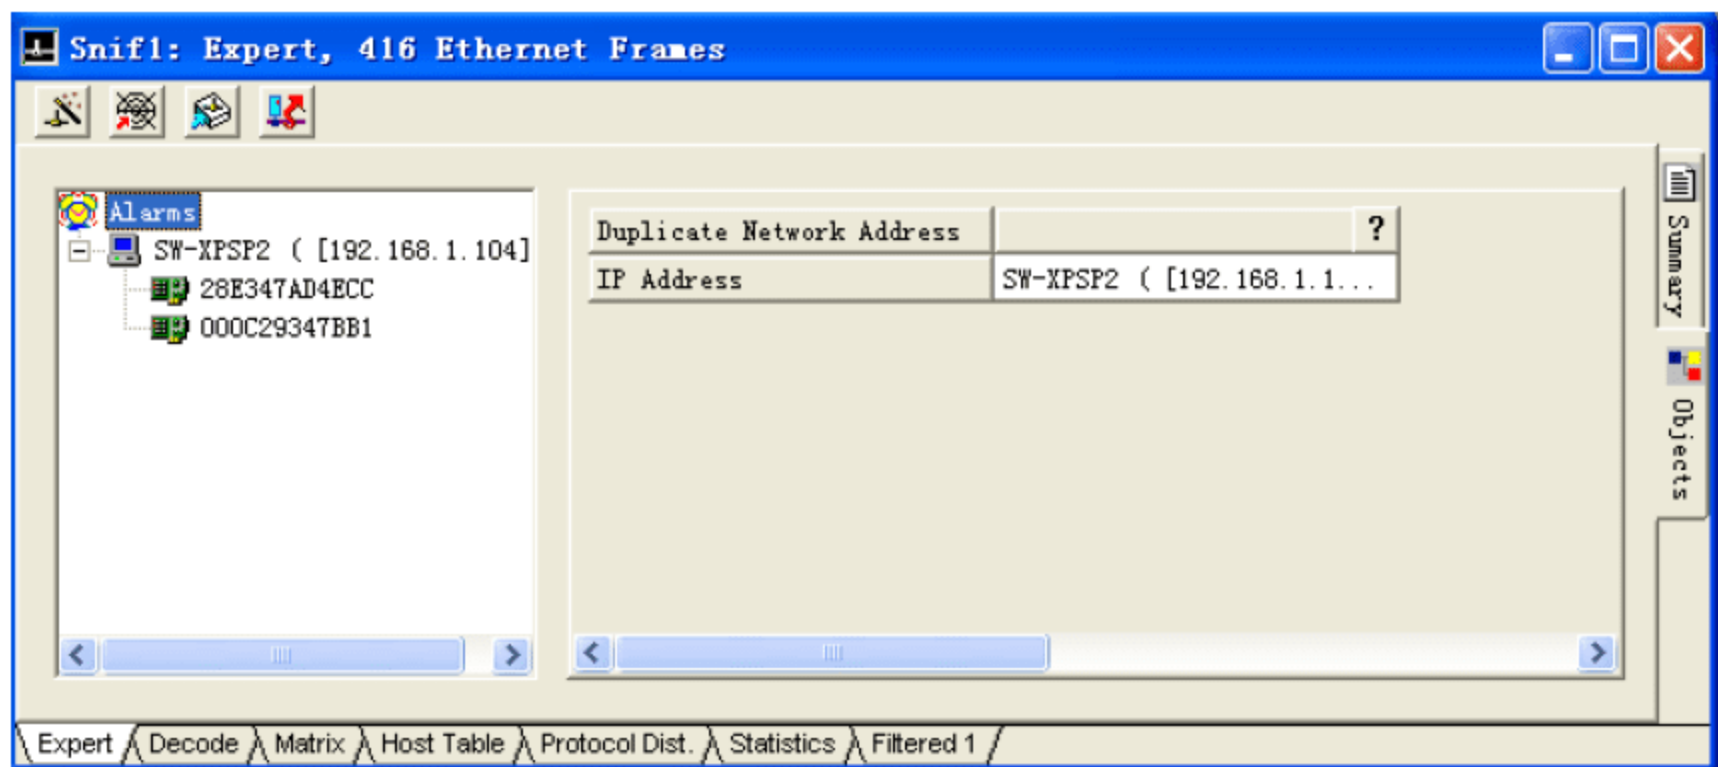 Snif1: Expert, 416 Ethernet Frames
Alarms
SW-XPSP2 ( [192.168.1.104]
28E347AD4ECC
000C29347BB1
Duplicate Network Address ?
IP Address SW-XPSP2 ( [192.168.1.1...
Summary
Objects
Expert Decode Matrix Host Table Protocol Dist. Statistics Filtered 1